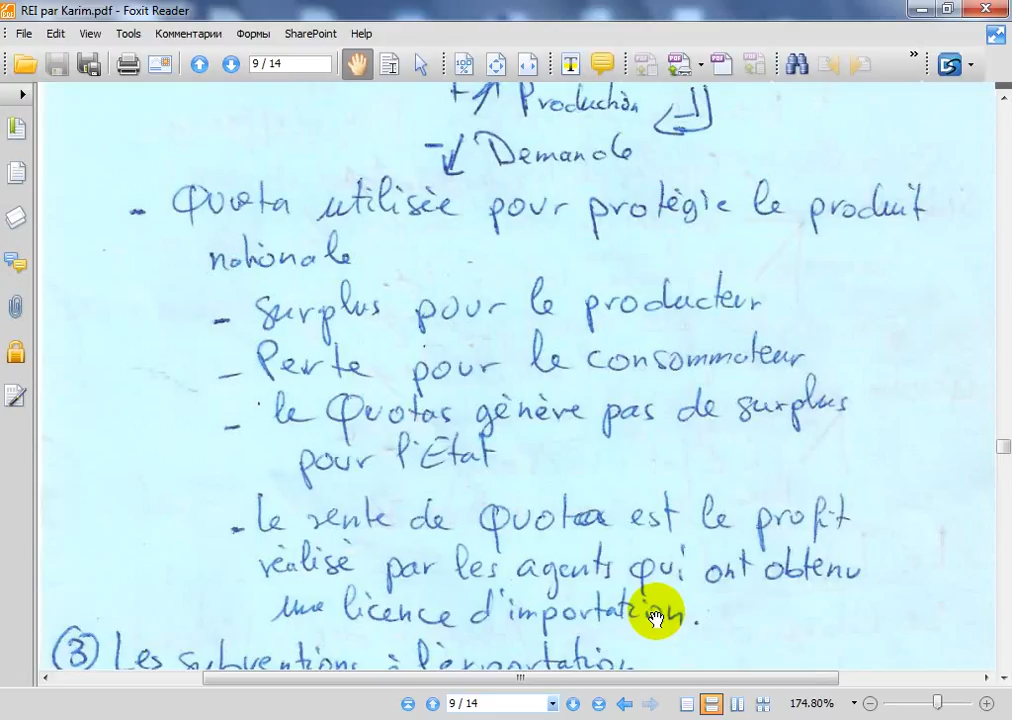 REI par Karim.pdf - Foxit Reader
File Edit View Tools Комментарии Формы SharePoint Help
9 / 14
+ Production
- Demande
- Quota utilisée pour protégie le produit
nationale
- surplus pour le producteur
- Perte pour le consommateur
- le Quotas génère pas de surplus
pour l'Etat
- le rente de quotaa est le profit
réalisé par les agents qui ont obtenu
une licence d'importation.
(3) Les subventions à l'exportation
9 / 14 174.80%